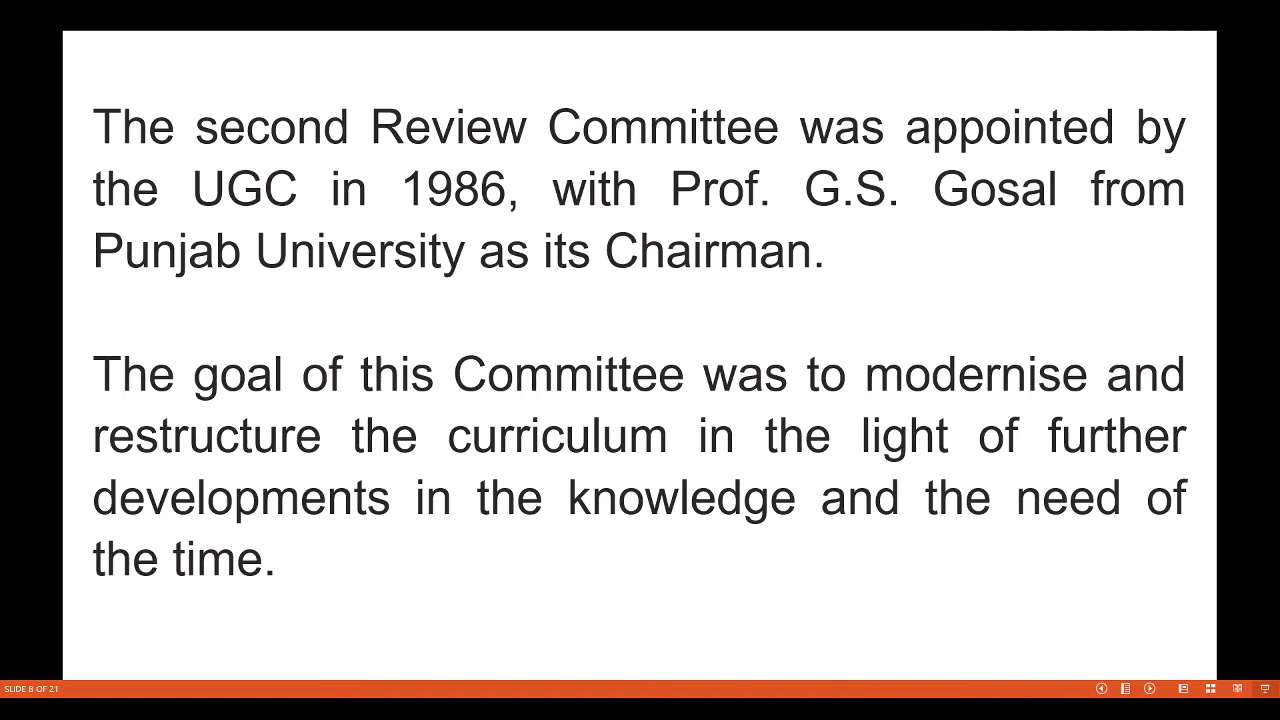 The second Review Committee was appointed by
the UGC in 1986, with Prof. G.S. Gosal from
Punjab University as its Chairman.
The goal of this Committee was to modernise and
restructure the curriculum in the light of further
developments in the knowledge and the need of
the time.
SLIDE 8 OF 21